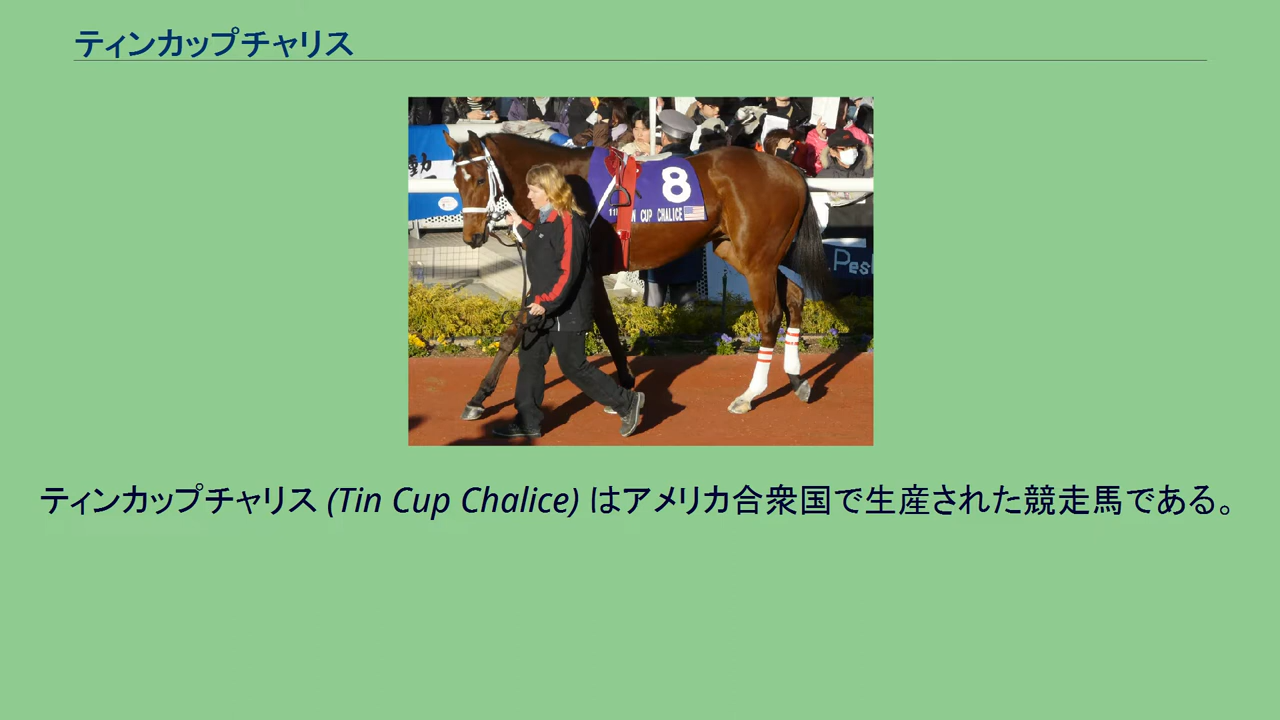 ティンカップチャリス
動
8
CUP CHALICE
Pes
ティンカップチャリス (Tin Cup Chalice) はアメリカ合衆国で生産された競走馬である。